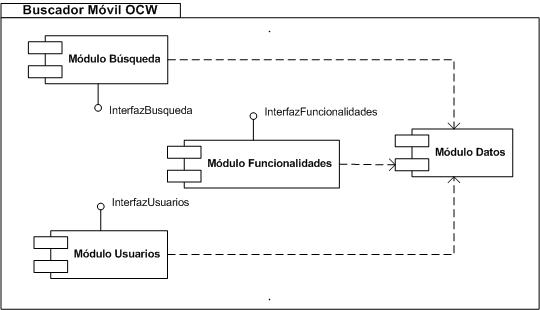 Buscador Móvil OCW
Módulo Búsqueda
InterfazBusqueda
InterfazFuncionalidades
Módulo Funcionalidades
Módulo Datos
InterfazUsuarios
Módulo Usuarios